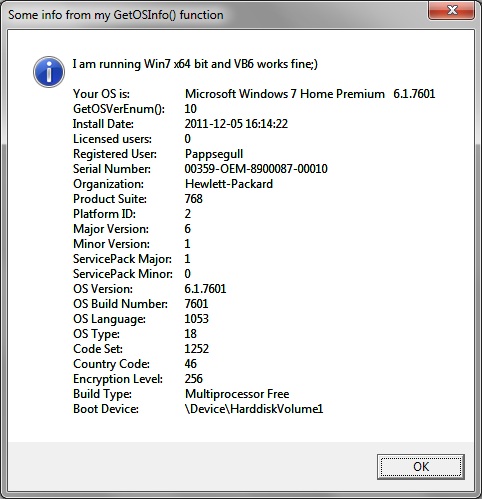 Some info from my GetOSInfo() function
I am running Win7 x64 bit and VB6 works fine;)
Your OS is: Microsoft Windows 7 Home Premium 6.1.7601
GetOSVerEnum(): 10
Install Date: 2011-12-05 16:14:22
Licensed users: 0
Registered User: Pappsegull
Serial Number: 00359-OEM-8900087-00010
Organization: Hewlett-Packard
Product Suite: 768
Platform ID: 2
Major Version: 6
Minor Version: 1
ServicePack Major: 1
ServicePack Minor: 0
OS Version: 6.1.7601
OS Build Number: 7601
OS Language: 1053
OS Type: 18
Code Set: 1252
Country Code: 46
Encryption Level: 256
Build Type: Multiprocessor Free
Boot Device: \Device\HarddiskVolume1
OK